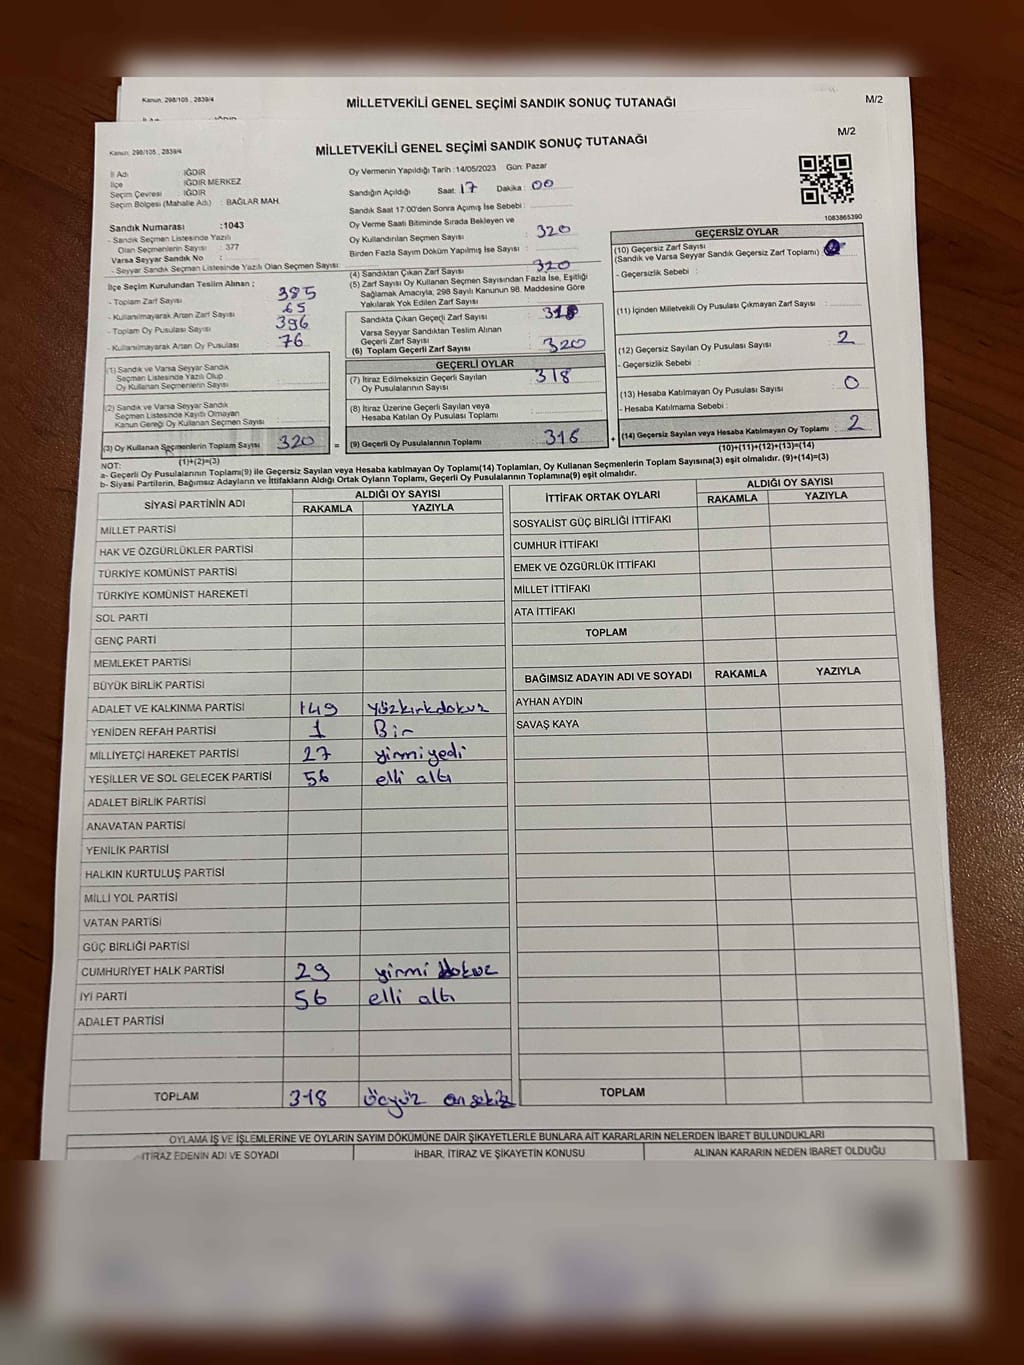 Kanun, 298/105 , 2839/4
MİLLETVEKİLİ GENEL SEÇİMİ SANDIK SONUÇ TUTANAĞI
M/2
Kanun, 298/105 , 2839/4
MİLLETVEKİLİ GENEL SEÇİMİ SANDIK SONUÇ TUTANAĞI
M/2
İl Adı : IĞDIR
İlçe : IĞDIR MERKEZ
Seçim Çevresi : IĞDIR
Seçim Bölgesi (Mahalle Adı) : BAĞLAR MAH.
Sandık Numarası :1043
- Sandık Seçmen Listesinde Yazılı
Olan Seçmenlerin Sayısı : 377
Varsa Seyyar Sandık No :
- Seyyar Sandık Seçmen Listesinde Yazılı Olan Seçmen Sayısı:
İlçe Seçim Kurulundan Teslim Alınan ;
- Toplam Zarf Sayısı 385
- Kullanılmayarak Artan Zarf Sayısı 65
- Toplam Oy Pusulası Sayısı 396
- Kullanılmayarak Artan Oy Pusulası 76
(1) Sandık ve Varsa Seyyar Sandık
Seçmen Listesinde Yazılı Olup
Oy Kullanan Seçmenlerin Sayısı
(2) Sandık ve Varsa Seyyar Sandık
Seçmen Listesinde Kayıtlı Olmayan
Kanun Gereği Oy Kullanan Seçmen Sayısı
(3) Oy Kullanan Seçmenlerin Toplam Sayısı 320 =
(1)+(2)=(3)
Oy Vermenin Yapıldığı Tarih :14/05/2023 Gün: Pazar
Sandığın Açıldığı Saat: 17 Dakika : 00
Sandık Saat 17:00'den Sonra Açımış İse Sebebi :
Oy Verme Saati Bitiminde Sırada Bekleyen ve
Oy Kullandırılan Seçmen Sayısı 320
Birden Fazla Sayım Döküm Yapılmış İse Sayısı :
(4) Sandıktan Çıkan Zarf Sayısı 320
(5) Zarf Sayısı Oy Kullanan Seçmen Sayısından Fazla İse, Eşitliği
Sağlamak Amacıyla, 298 Sayılı Kanunun 98. Maddesine Göre
Yakılarak Yok Edilen Zarf Sayısı :
Sandıkta Çıkan Geçerli Zarf Sayısı 318
Varsa Seyyar Sandıktan Teslim Alınan
Geçerli Zarf Sayısı :
(6) Toplam Geçerli Zarf Sayısı 320
GEÇERLİ OYLAR
(7) İtiraz Edilmeksizin Geçerli Sayılan
Oy Pusulalarının Sayısı 318
(8) İtiraz Üzerine Geçerli Sayılan veya
Hesaba Katılan Oy Pusulası Toplamı
(9) Geçerli Oy Pusulalarının Toplamı 316 +
1083865390
GEÇERSİZ OYLAR
(10) Geçersiz Zarf Sayısı
(Sandık ve Varsa Seyyar Sandık Geçersiz Zarf Toplamı)
- Geçersizlik Sebebi :
(11) İçinden Milletvekili Oy Pusulası Çıkmayan Zarf Sayısı :
(12) Geçersiz Sayılan Oy Pusulası Sayısı 2
- Geçersizlik Sebebi :
(13) Hesaba Katılmayan Oy Pusulası Sayısı 0
- Hesaba Katılmama Sebebi :
(14) Geçersiz Sayılan veya Hesaba Katılmayan Oy Toplamı 2
(10)+(11)+(12)+(13)=(14)
NOT:
a- Geçerli Oy Pusulalarının Toplamı(9) ile Geçersiz Sayılan veya Hesaba katılmayan Oy Toplamı(14) Toplamları, Oy Kullanan Seçmenlerin Toplam Sayısına(3) eşit olmalıdır. (9)+(14)=(3)
b- Siyasi Partilerin, Bağımsız Adayların ve İttifakların Aldığı Ortak Oyların Toplamı, Geçerli Oy Pusulalarının Toplamına(9) eşit olmalıdır.
SİYASİ PARTİNİN ADI ALDIĞI OY SAYISI
RAKAMLA YAZIYLA
MİLLET PARTİSİ
HAK VE ÖZGÜRLÜKLER PARTİSİ
TÜRKİYE KOMÜNİST PARTİSİ
TÜRKİYE KOMÜNİST HAREKETİ
SOL PARTİ
GENÇ PARTİ
MEMLEKET PARTİSİ
BÜYÜK BİRLİK PARTİSİ
ADALET VE KALKINMA PARTİSİ 149 yüzkırkdokuz
YENİDEN REFAH PARTİSİ 1 Bir
MİLLİYETÇİ HAREKET PARTİSİ 27 yirmiyedi
YEŞİLLER VE SOL GELECEK PARTİSİ 56 elli altı
ADALET BİRLİK PARTİSİ
ANAVATAN PARTİSİ
YENİLİK PARTİSİ
HALKIN KURTULUŞ PARTİSİ
MİLLİ YOL PARTİSİ
VATAN PARTİSİ
GÜÇ BİRLİĞİ PARTİSİ
CUMHURİYET HALK PARTİSİ 29 yirmi dokuz
İYİ PARTİ 56 elli altı
ADALET PARTİSİ
TOPLAM 318 üçyüz on sekiz
İTTİFAK ORTAK OYLARI ALDIĞI OY SAYISI
RAKAMLA YAZIYLA
SOSYALİST GÜÇ BİRLİĞİ İTTİFAKI
CUMHUR İTTİFAKI
EMEK VE ÖZGÜRLÜK İTTİFAKI
MİLLET İTTİFAKI
ATA İTTİFAKI
TOPLAM
BAĞIMSIZ ADAYIN ADI VE SOYADI RAKAMLA YAZIYLA
AYHAN AYDIN
SAVAŞ KAYA
TOPLAM
OYLAMA İŞ VE İŞLEMLERİNE VE OYLARIN SAYIM DÖKÜMÜNE DAİR ŞİKAYETLERLE BUNLARA AİT KARARLARIN NELERDEN İBARET BULUNDUKLARI
İTİRAZ EDENİN ADI VE SOYADI İHBAR, İTİRAZ VE ŞİKAYETİN KONUSU ALINAN KARARIN NEDEN İBARET OLDUĞU